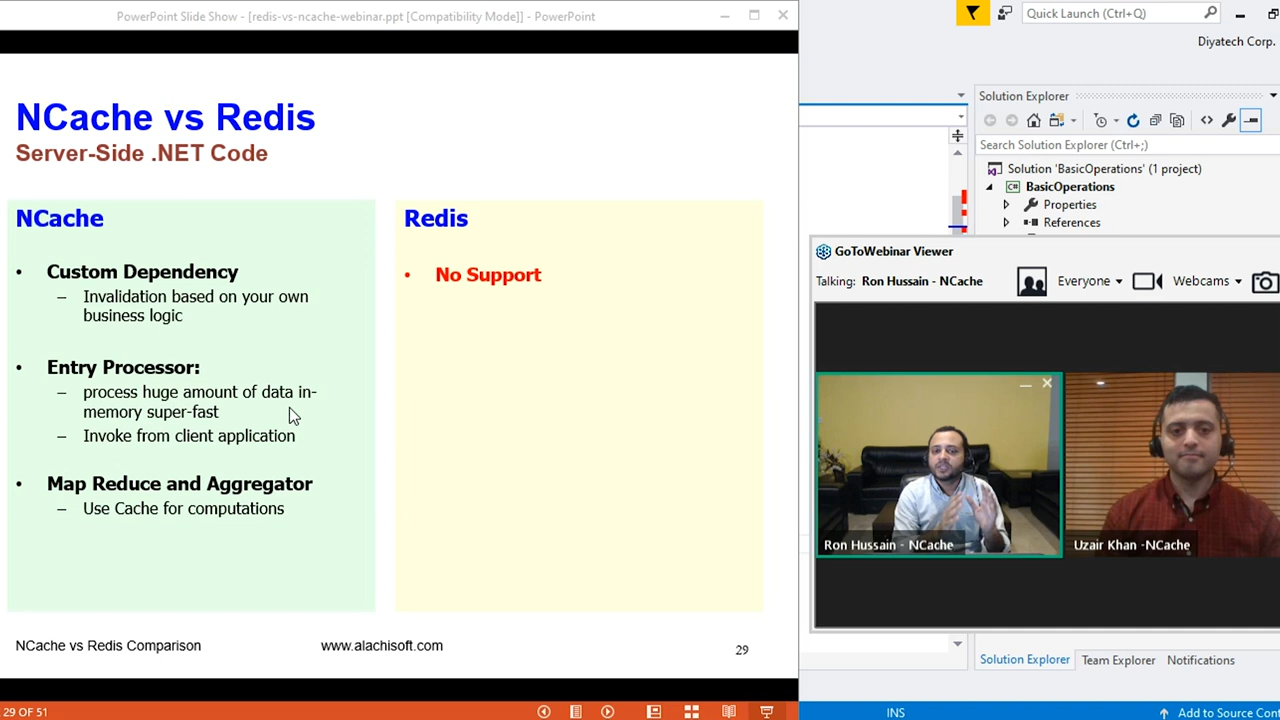 PowerPoint Slide Show - [redis-vs-ncache-webinar.ppt [Compatibility Mode]] - PowerPoint
NCache vs Redis
Server-Side .NET Code
NCache
• Custom Dependency
– Invalidation based on your own
business logic
• Entry Processor:
– process huge amount of data in-
memory super-fast
– Invoke from client application
• Map Reduce and Aggregator
– Use Cache for computations
Redis
• No Support
NCache vs Redis Comparison
www.alachisoft.com
29
29 OF 51
Quick Launch (Ctrl+Q)
Diyatech Corp.
Solution Explorer
Search Solution Explorer (Ctrl+;)
Solution 'BasicOperations' (1 project)
C# BasicOperations
Properties
References
GoToWebinar Viewer
Talking: Ron Hussain - NCache
Everyone
Webcams
Ron Hussain - NCache
Uzair Khan -NCache
Solution Explorer
Team Explorer
Notifications
INS
Add to Source Cont